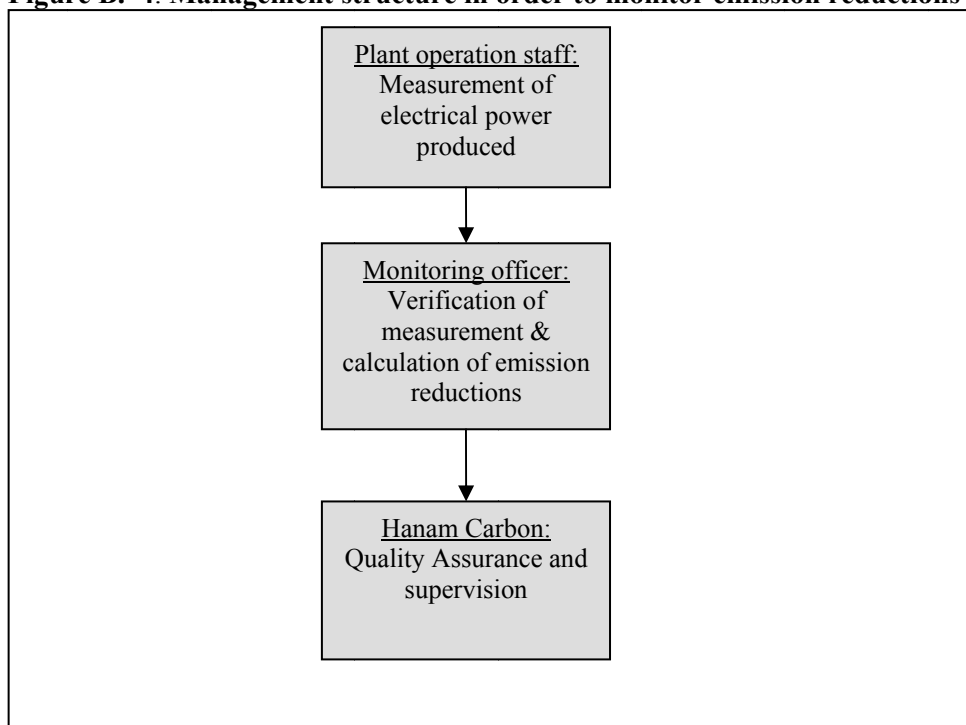 Figure B. 4: Management structure in order to monitor emission reductions
Plant operation staff:
Measurement of
electrical power
produced
Monitoring officer:
Verification of
measurement &
calculation of emission
reductions
Hanam Carbon:
Quality Assurance and
supervision